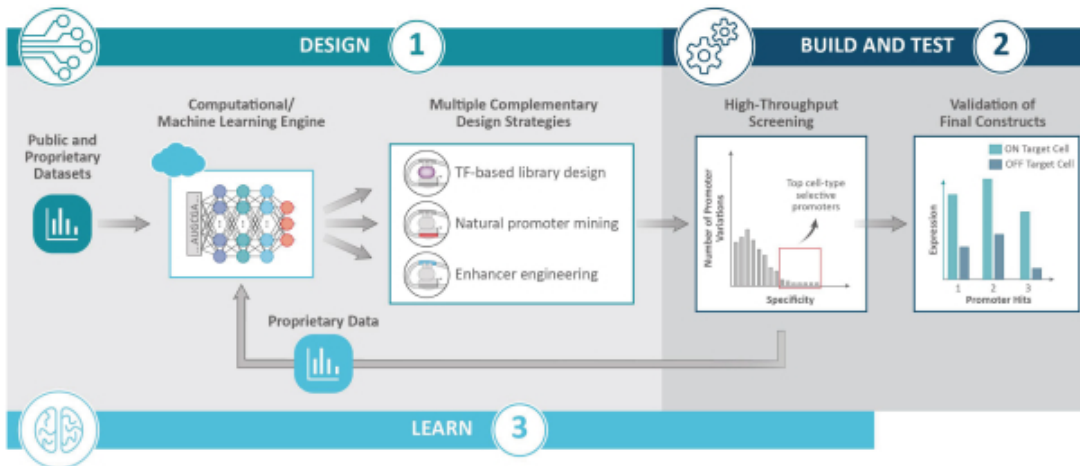 DESIGN 1
BUILD AND TEST 2
Computational/
Machine Learning Engine
Multiple Complementary
Design Strategies
High-Throughput
Screening
Validation of
Final Constructs
Public and
Proprietary
Datasets
...AUGCGA...
TF-based library design
Natural promoter mining
Enhancer engineering
Number of Promoter
Variations
Top cell-type
selective
promoters
Specificity
ON Target Cell
OFF Target Cell
Expression
1 2 3
Promoter Hits
Proprietary Data
LEARN 3